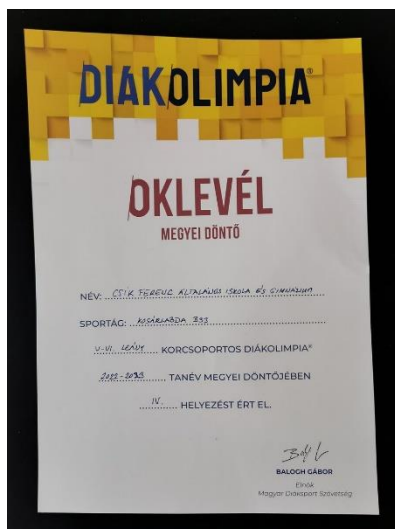 DIÁKOLIMPIA®
OKLEVÉL
MEGYEI DÖNTŐ
NÉV: CSIK FERENC ÁLTALÁNOS ISKOLA ÉS GIMNÁZIUM
SPORTÁG: KOSÁRLABDA 3X3
V-VI. LEÁNY KORCSOPORTOS DIÁKOLIMPIA®
2022-2023 TANÉV MEGYEI DÖNTŐJÉBEN
IV. HELYEZÉST ÉRT EL.
BALOGH GÁBOR
Elnök
Magyar Diáksport Szövetség